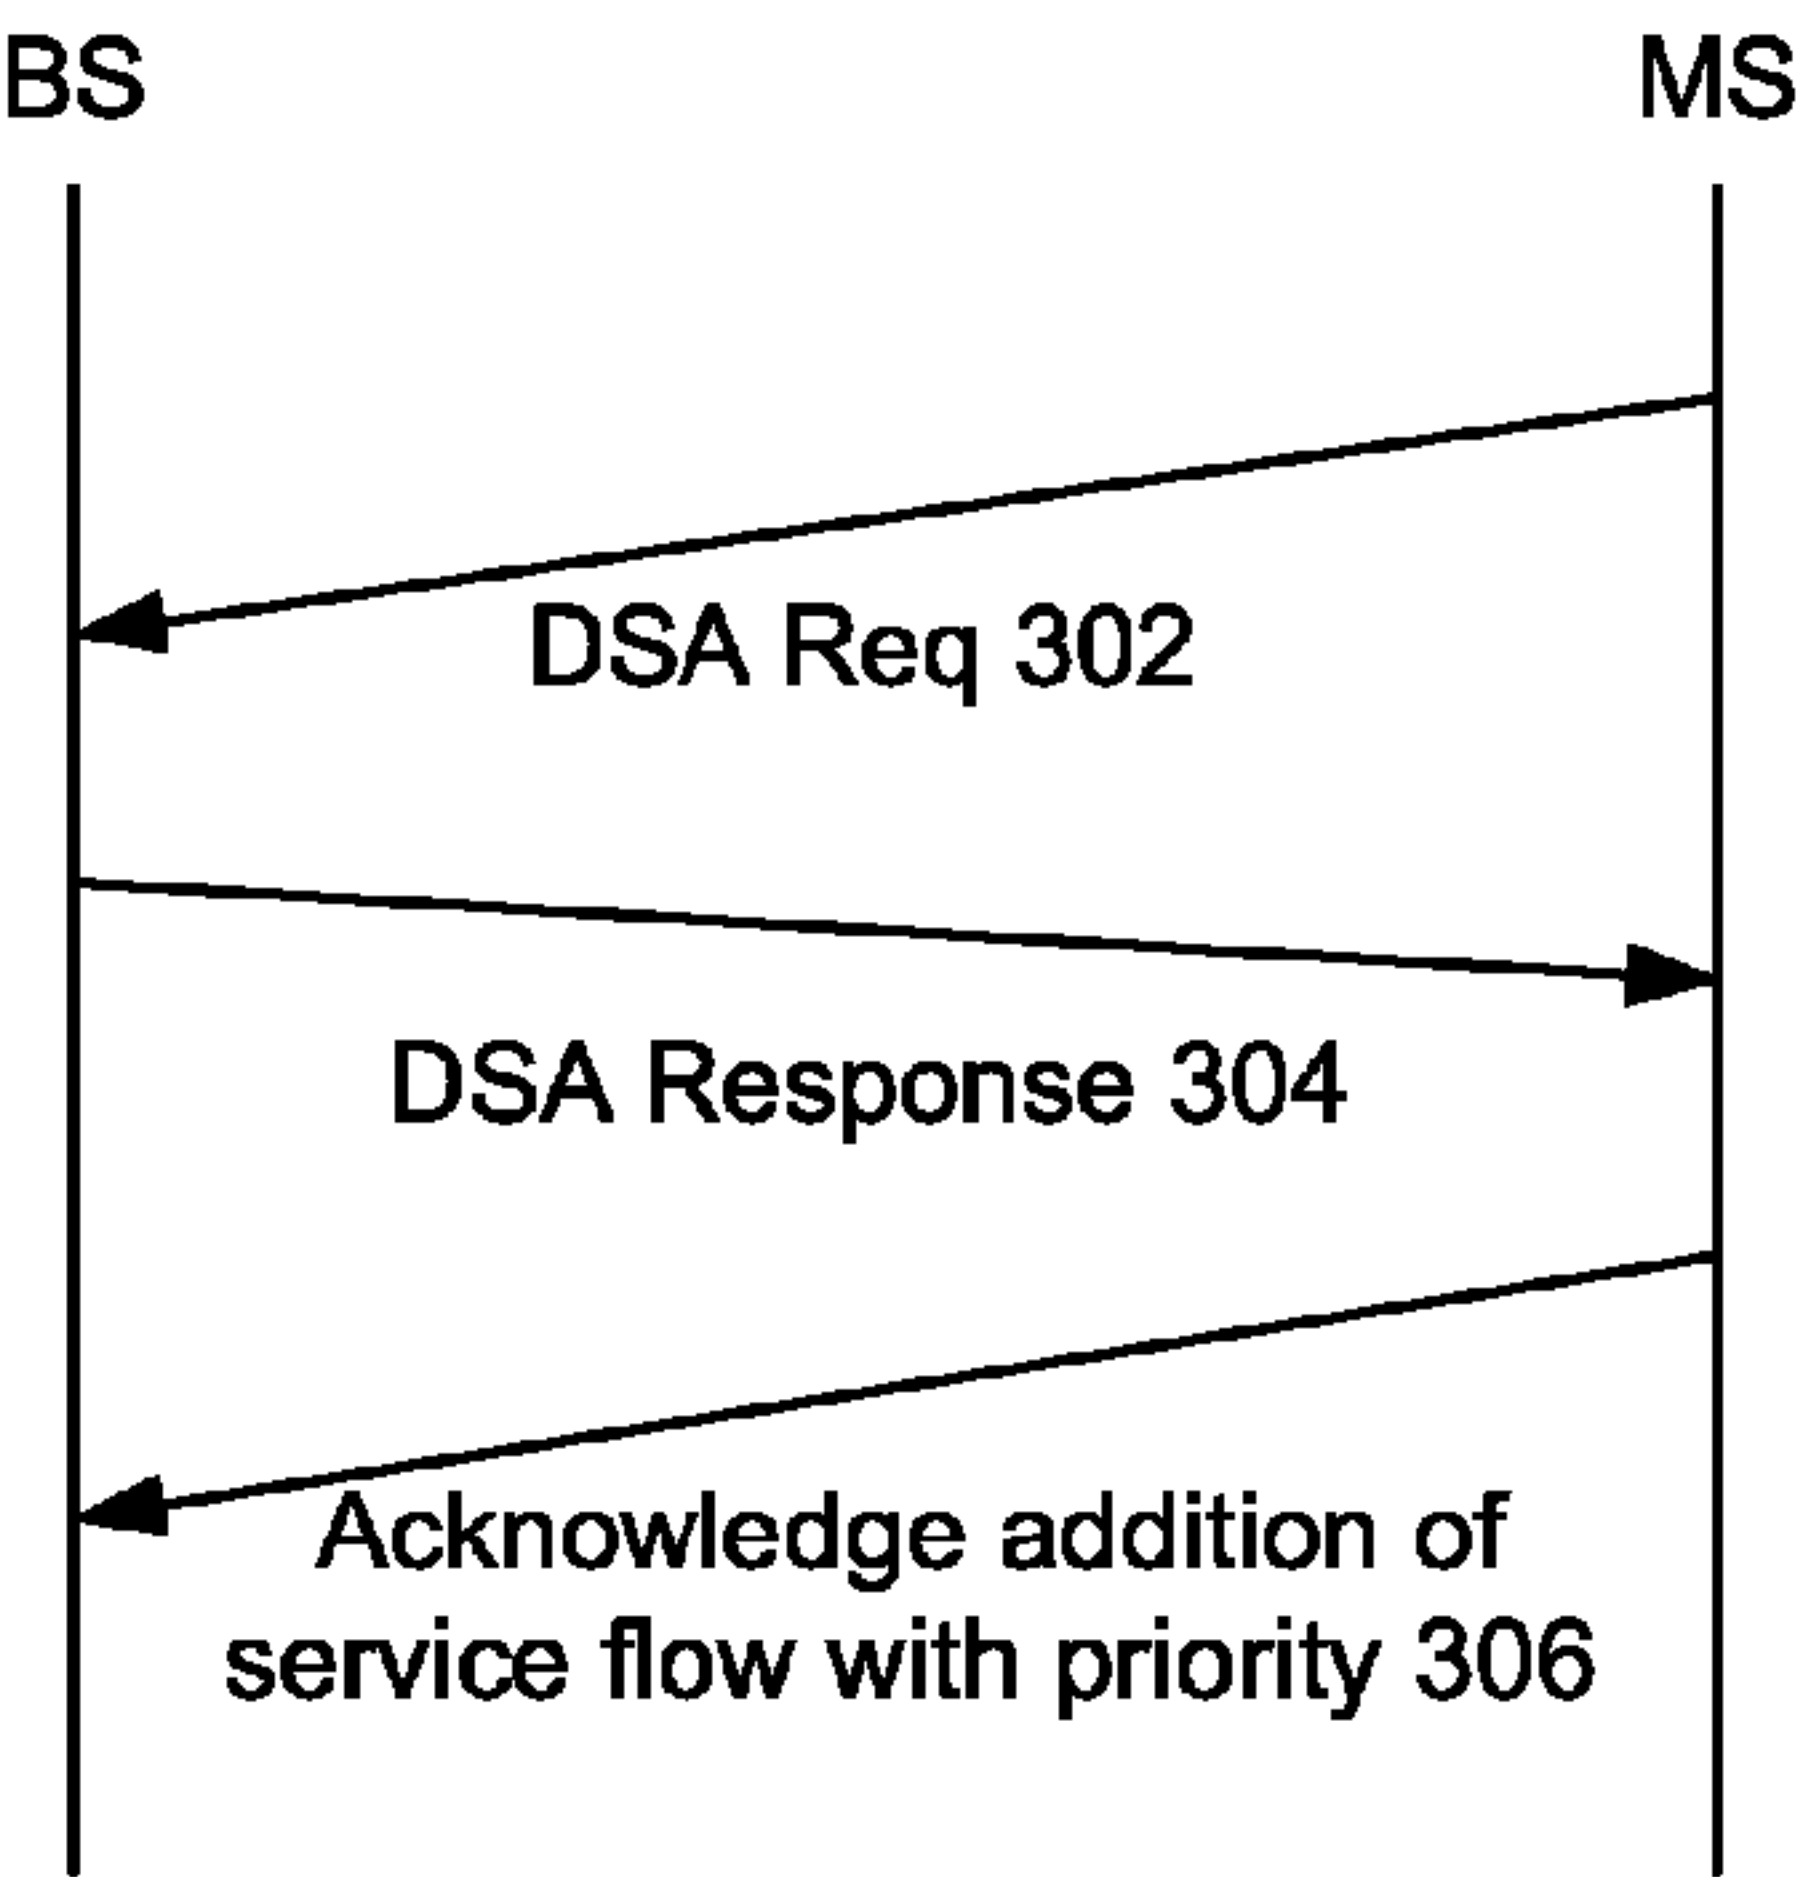 BS
MS
DSA Req 302
DSA Response 304
Acknowledge addition of
service flow with priority 306